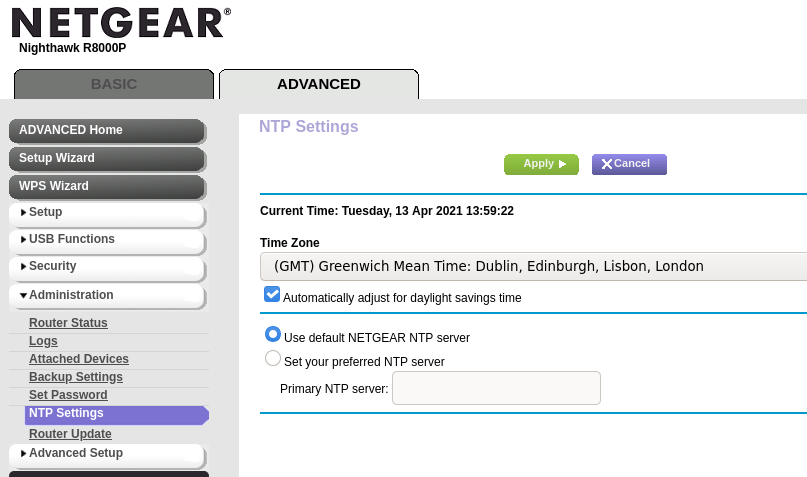 NETGEAR®
Nighthawk R8000P
BASIC
ADVANCED
ADVANCED Home
Setup Wizard
WPS Wizard
Setup
USB Functions
Security
Administration
Router Status
Logs
Attached Devices
Backup Settings
Set Password
NTP Settings
Router Update
Advanced Setup
NTP Settings
Apply
Cancel
Current Time: Tuesday, 13 Apr 2021 13:59:22
Time Zone
(GMT) Greenwich Mean Time: Dublin, Edinburgh, Lisbon, London
Automatically adjust for daylight savings time
Use default NETGEAR NTP server
Set your preferred NTP server
Primary NTP server: